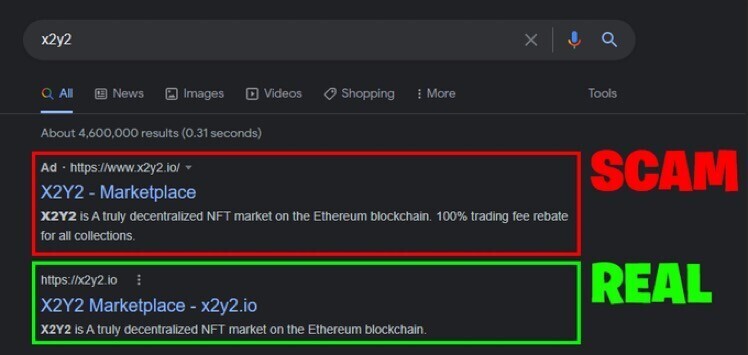 x2y2
All News Images Videos Shopping More Tools
About 4,600,000 results (0.31 seconds)
Ad · https://www.x2y2.io/
X2Y2 - Marketplace
X2Y2 is A truly decentralized NFT market on the Ethereum blockchain. 100% trading fee rebate
for all collections.
SCAM
https://x2y2.io
X2Y2 Marketplace - x2y2.io
X2Y2 is A truly decentralized NFT market on the Ethereum blockchain.
REAL